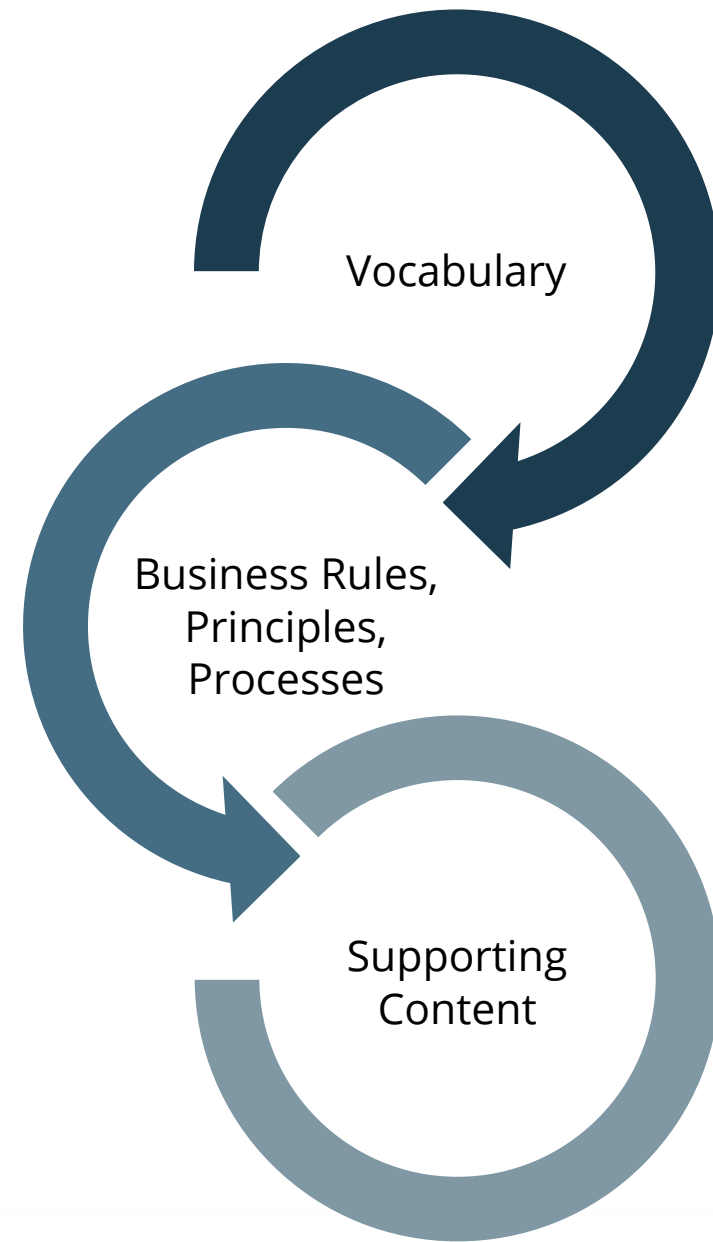 Vocabulary
Business Rules,
Principles,
Processes
Supporting
Content